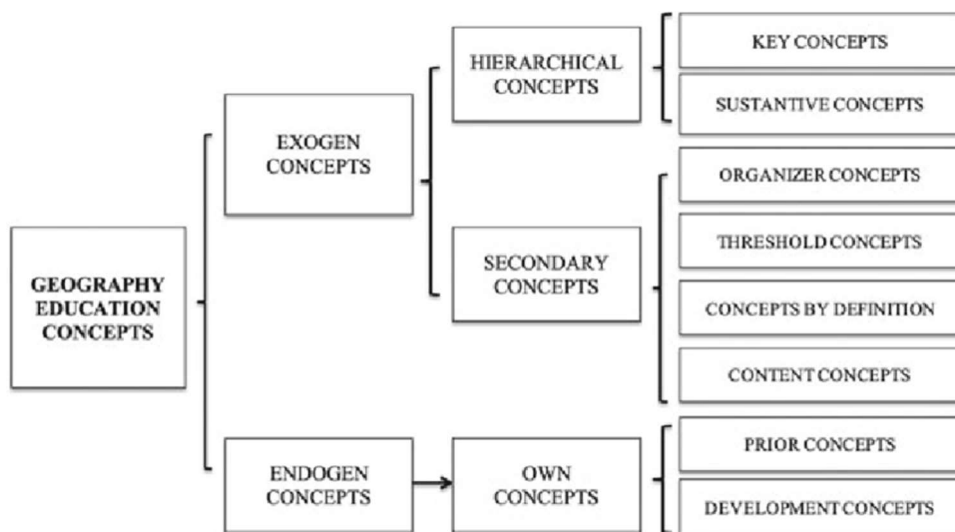 GEOGRAPHY
EDUCATION
CONCEPTS
EXOGEN
CONCEPTS
HIERARCHICAL
CONCEPTS
KEY CONCEPTS
SUSTANTIVE CONCEPTS
SECONDARY
CONCEPTS
ORGANIZER CONCEPTS
THRESHOLD CONCEPTS
CONCEPTS BY DEFINITION
CONTENT CONCEPTS
ENDOGEN
CONCEPTS
OWN
CONCEPTS
PRIOR CONCEPTS
DEVELOPMENT CONCEPTS